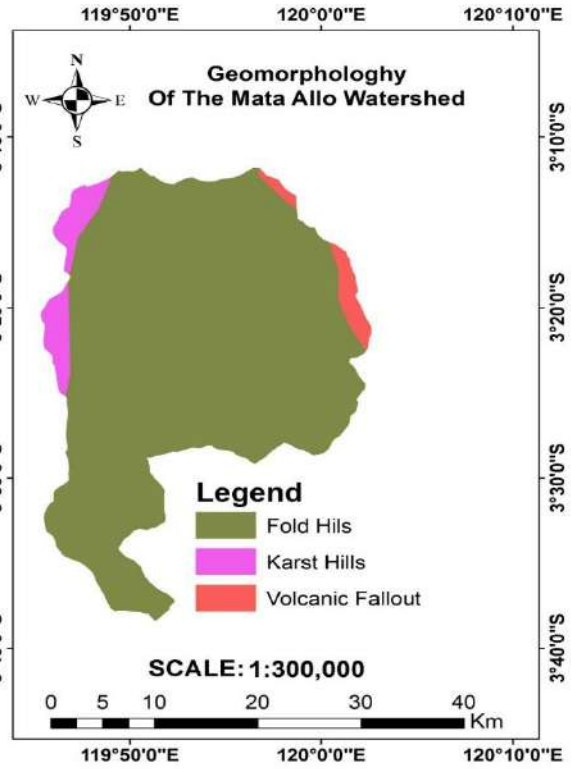 119°50'0"E 120°0'0"E 120°10'0"E
N
W E
S
Geomorphologhy
Of The Mata Allo Watershed
3°10'0"S
3°20'0"S
3°30'0"S
3°40'0"S
Legend
Fold Hils
Karst Hills
Volcanic Fallout
SCALE: 1:300,000
0 5 10 20 30 40
Km
119°50'0"E 120°0'0"E 120°10'0"E